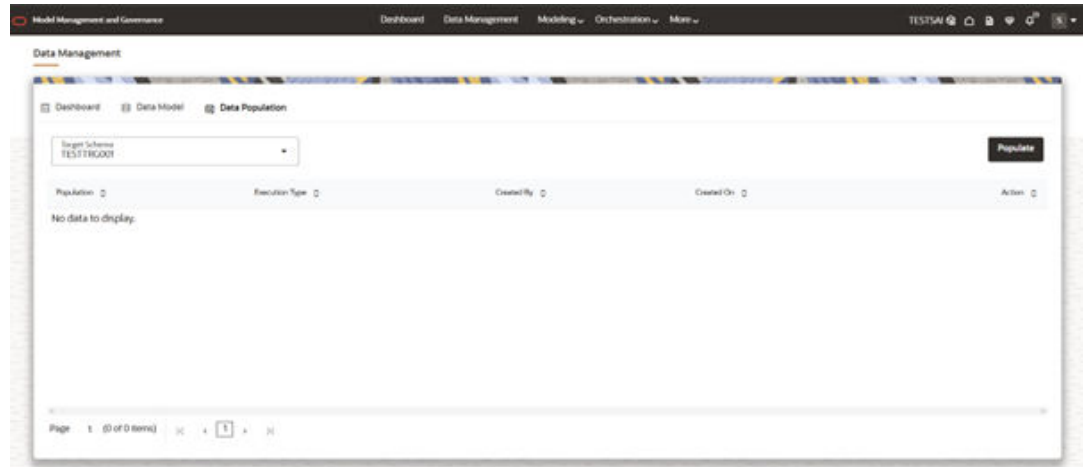 Model Management and Governance Dashboard Data Management Modeling Orchestration More TESTSAI
Data Management
Dashboard Data Model Data Population
Target Schema
TESTTRG001
Populate
Population Execution Type Created By Created On Action
No data to display.
Page 1 (0 of 0 items) 1